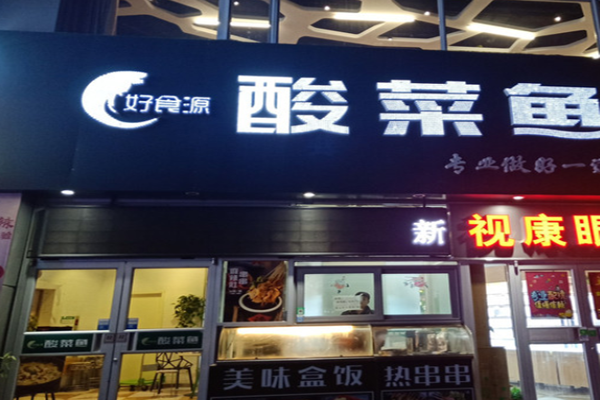 好食源
酸菜鱼
专业做好一
新
视康眼
酸菜鱼
酸菜鱼
美味盒饭
热串串